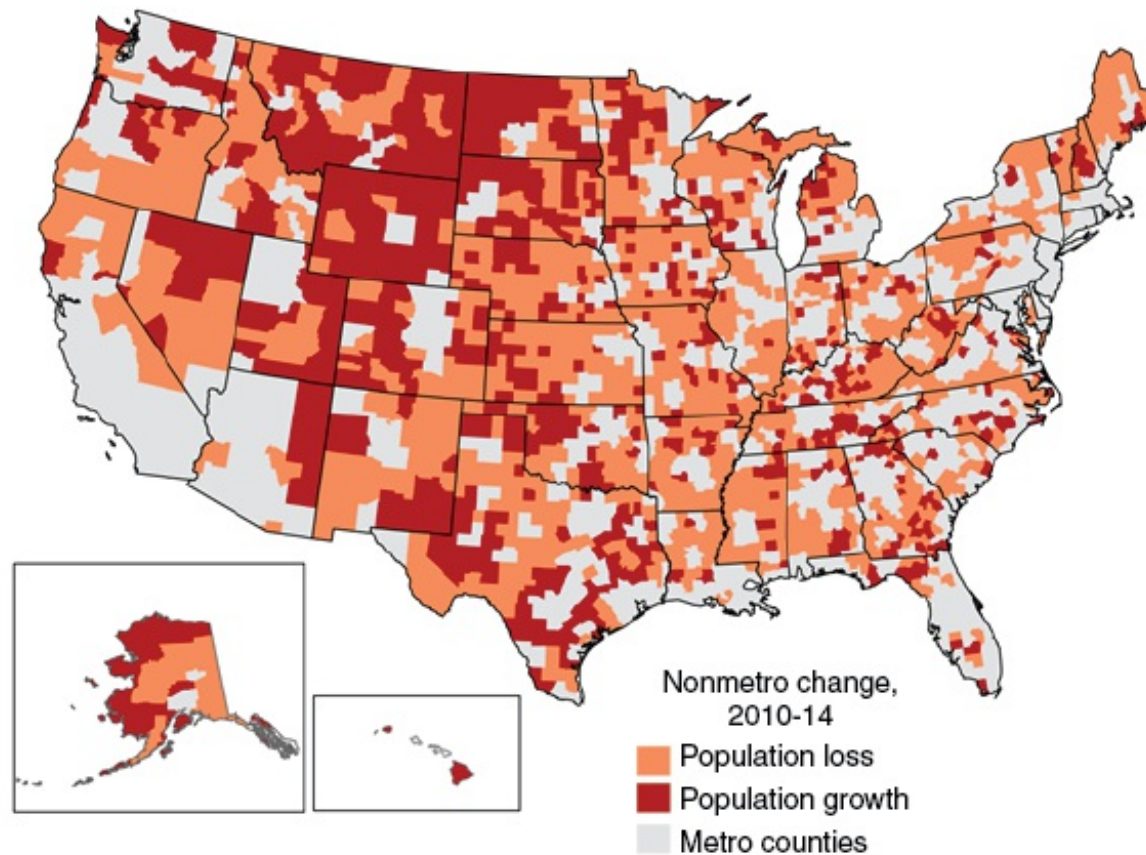 Nonmetro change,
2010-14
Population loss
Population growth
Metro counties